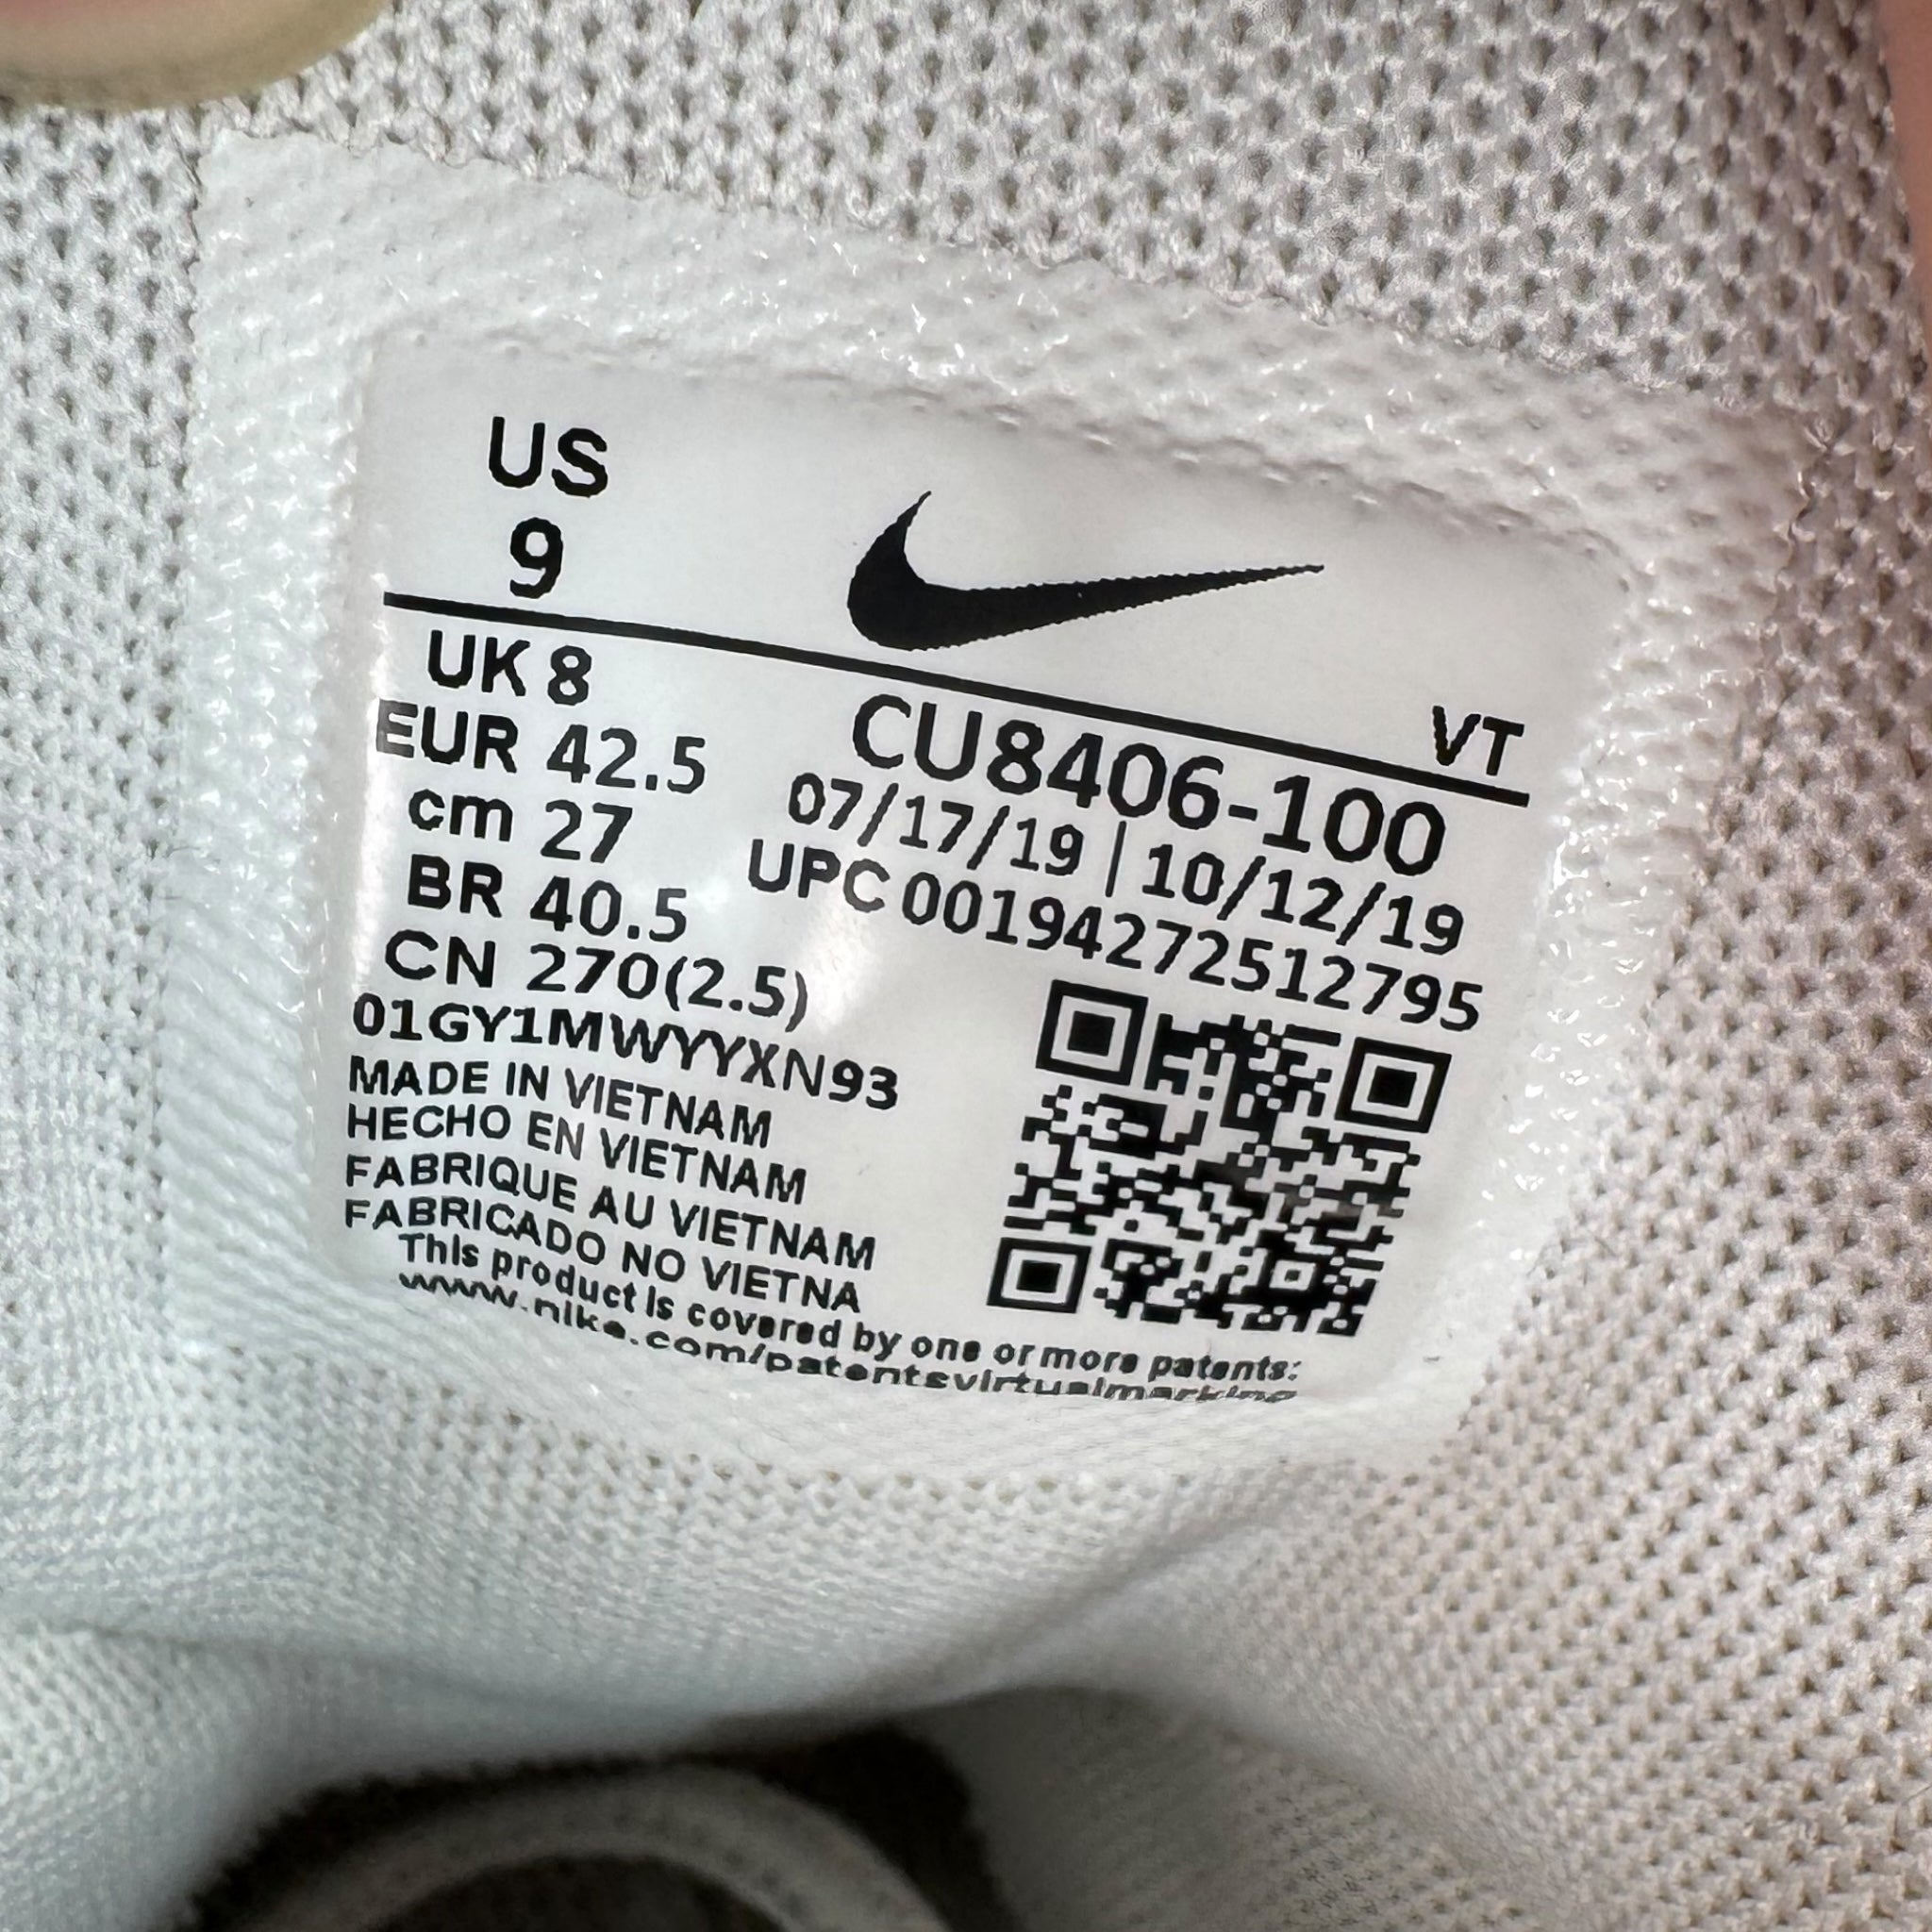 US
9
VT
UK 8
EUR 42.5
cm 27
BR 40.5
CN 270(2.5)
CU8406-100
07/17/19 | 10/12/19
UPC 00194272512795
01GY1MWYYXN93
MADE IN VIETNAM
HECHO EN VIETNAM
FABRIQUE AU VIETNAM
FABRICADO NO VIETNA
This product is covered by one or more patents:
www.nike.com/patentsvirtualmarking